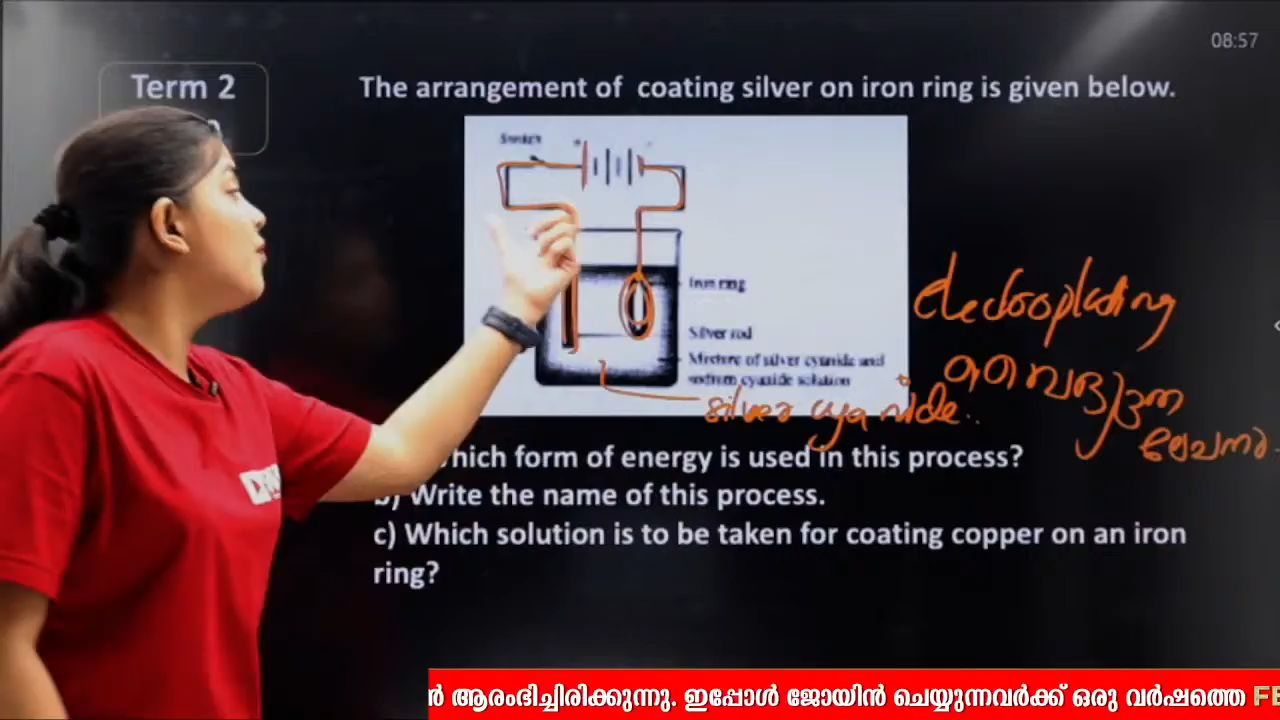 08:57
Term 2
The arrangement of coating silver on iron ring is given below.
Switch
+
Iron ring
Silver rod
Mixture of silver cyanide and
sodium cyanide solution
electroplating
silver cyanide
hich form of energy is used in this process?
b) Write the name of this process.
c) Which solution is to be taken for coating copper on an iron
ring?
ൻ ആരംഭിച്ചിരിക്കുന്നു. ഇപ്പോൾ ജോയിൻ ചെയ്യുന്നവർക്ക് ഒരു വർഷത്തെ FE